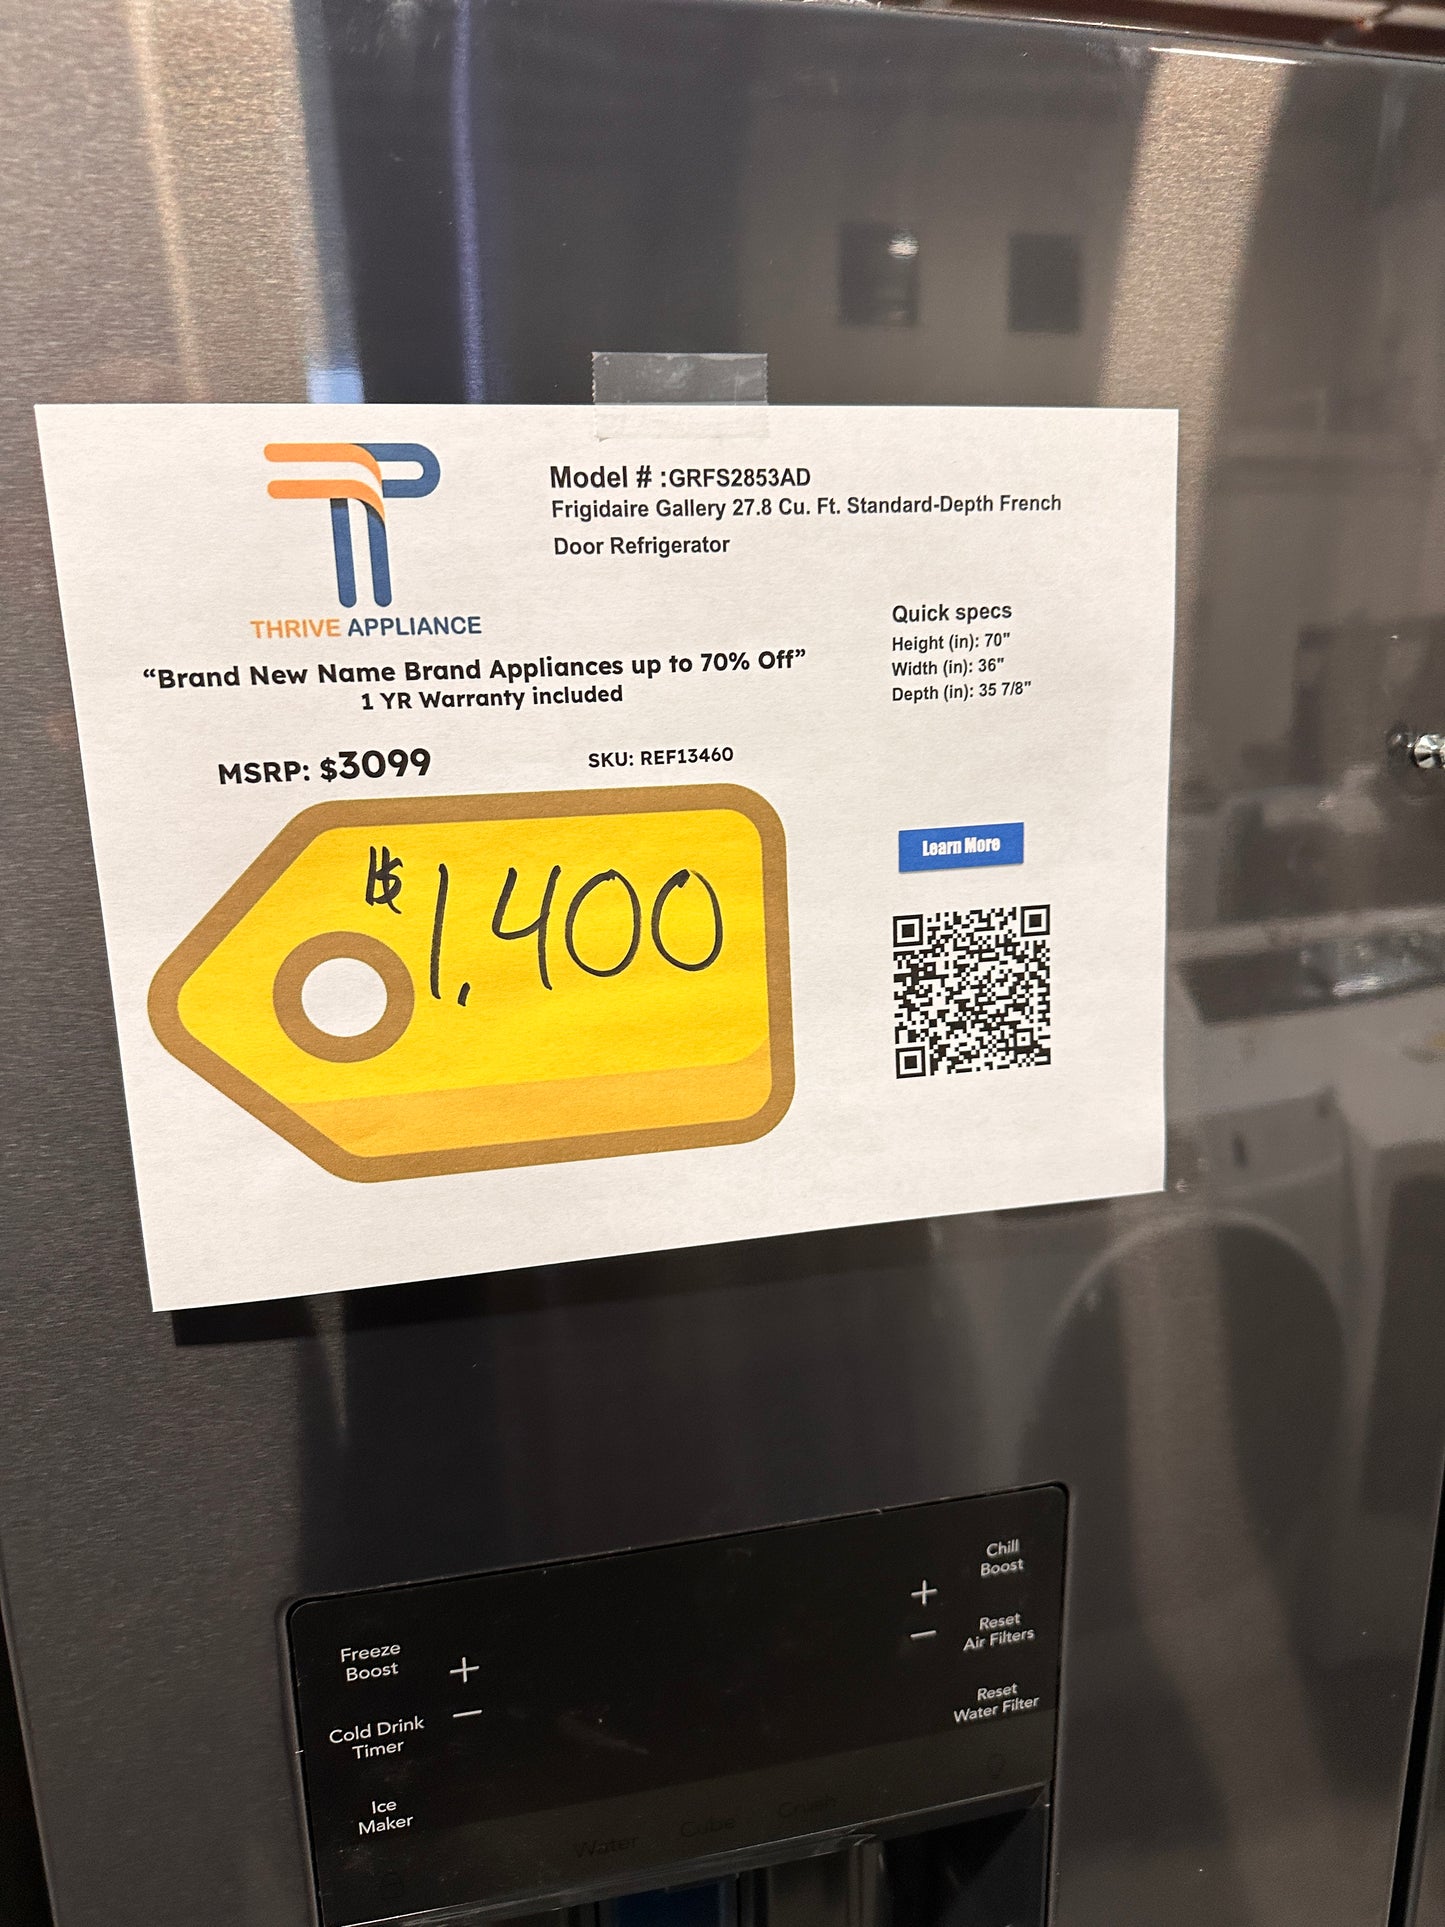 THRIVE APPLIANCE
Model # :GRFS2853AD
Frigidaire Gallery 27.8 Cu. Ft. Standard-Depth French
Door Refrigerator
"Brand New Name Brand Appliances up to 70% Off"
1 YR Warranty included
Quick specs
Height (in): 70"
Width (in): 36"
Depth (in): 35 7/8"
MSRP: $3099
SKU: REF13460
$1,400
Learn More
Freeze
Boost
+
−
Cold Drink
Timer
Ice
Maker
+
−
Chill
Boost
Reset
Air Filters
Reset
Water Filter
Water Cube Crush